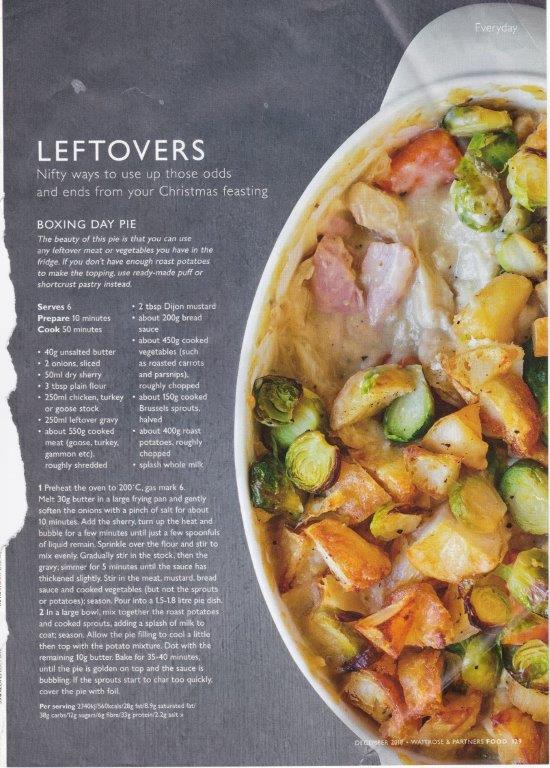 Everyday
LEFTOVERS
Nifty ways to use up those odds
and ends from your Christmas feasting
BOXING DAY PIE
The beauty of this pie is that you can use
any leftover meat or vegetables you have in the
fridge. If you don't have enough roast potatoes
to make the topping, use ready-made puff or
shortcrust pastry instead.
Serves 6
Prepare 10 minutes
Cook 50 minutes
• 40g unsalted butter
• 2 onions, sliced
• 50ml dry sherry
• 3 tbsp plain flour
• 250ml chicken, turkey
or goose stock
• 250ml leftover gravy
• about 550g cooked
meat (goose, turkey,
gammon etc),
roughly shredded
• 2 tbsp Dijon mustard
• about 200g bread
sauce
• about 450g cooked
vegetables (such
as roasted carrots
and parsnips),
roughly chopped
• about 150g cooked
Brussels sprouts,
halved
• about 400g roast
potatoes, roughly
chopped
• splash whole milk
1 Preheat the oven to 200°C, gas mark 6.
Melt 30g butter in a large frying pan and gently
soften the onions with a pinch of salt for about
10 minutes. Add the sherry, turn up the heat and
bubble for a few minutes until just a few spoonfuls
of liquid remain. Sprinkle over the flour and stir to
mix evenly. Gradually stir in the stock, then the
gravy; simmer for 5 minutes until the sauce has
thickened slightly. Stir in the meat, mustard, bread
sauce and cooked vegetables (but not the sprouts
or potatoes); season. Pour into a 1.5-1.8 litre pie dish.
2 In a large bowl, mix together the roast potatoes
and cooked sprouts, adding a splash of milk to
coat; season. Allow the pie filling to cool a little
then top with the potato mixture. Dot with the
remaining 10g butter. Bake for 35-40 minutes,
until the pie is golden on top and the sauce is
bubbling. If the sprouts start to char too quickly,
cover the pie with foil.
Per serving 2340kJ/560kcals/28g fat/8.9g saturated fat/
38g carbs/12g sugars/6g fibre/33g protein/2.2g salt »
DECEMBER 2018 • WAITROSE & PARTNERS FOOD 129